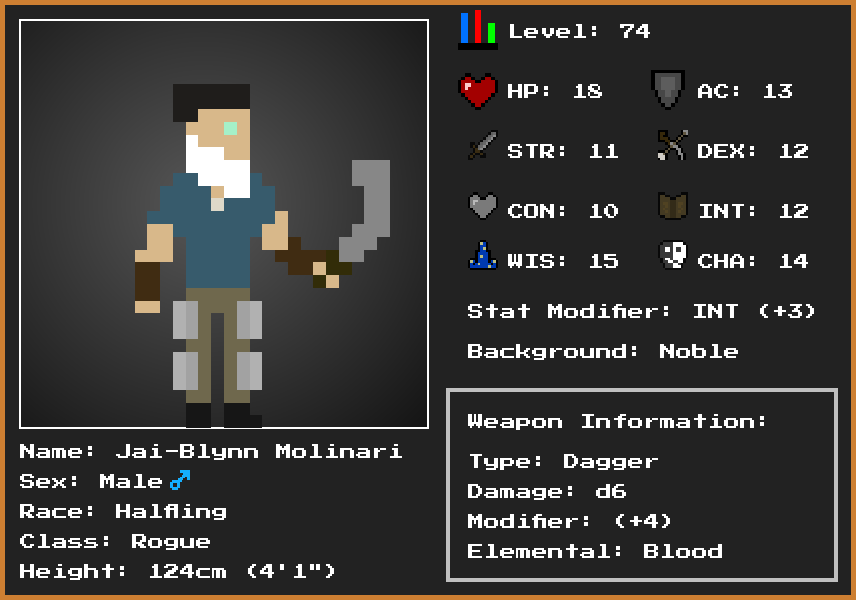 Level: 74
HP: 18
AC: 13
STR: 11
DEX: 12
CON: 10
INT: 12
WIS: 15
CHA: 14
Stat Modifier: INT (+3)
Background: Noble
Weapon Information:
Type: Dagger
Damage: d6
Modifier: (+4)
Elemental: Blood
Name: Jai-Blynn Molinari
Sex: Male ♂
Race: Halfling
Class: Rogue
Height: 124cm (4'1")